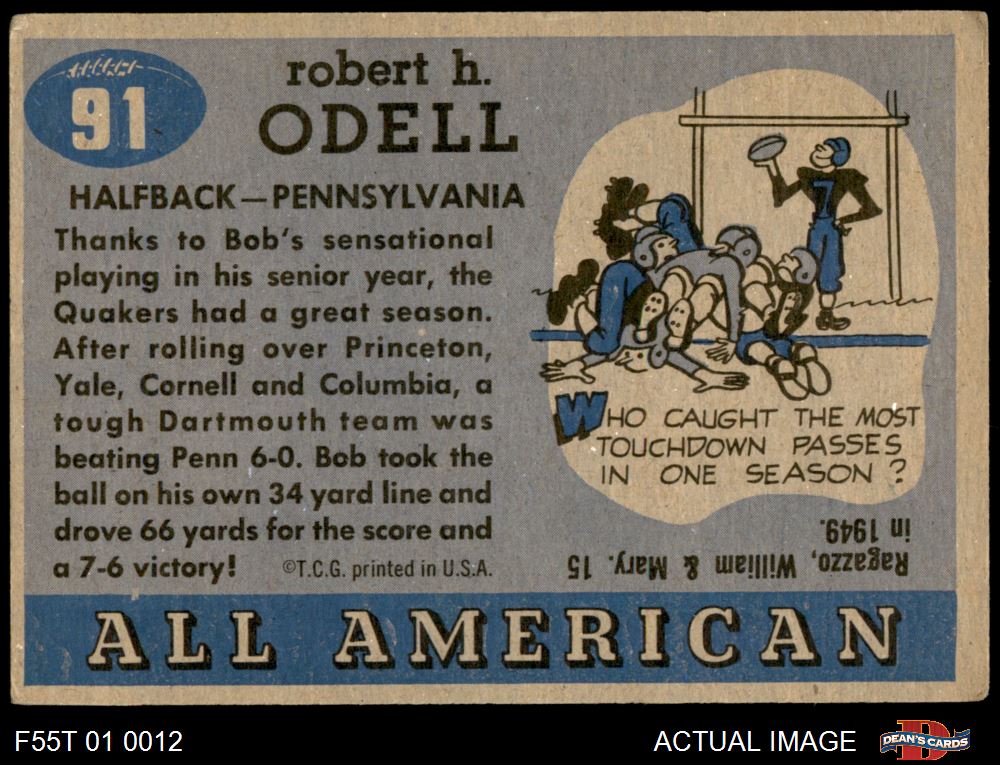 91
robert h.
ODELL
HALFBACK—PENNSYLVANIA
Thanks to Bob's sensational
playing in his senior year, the
Quakers had a great season.
After rolling over Princeton,
Yale, Cornell and Columbia, a
tough Dartmouth team was
beating Penn 6-0. Bob took the
ball on his own 34 yard line and
drove 66 yards for the score and
a 7-6 victory!
©T.C.G. printed in U.S.A.
7
WHO CAUGHT THE MOST
TOUCHDOWN PASSES
IN ONE SEASON?
Ragazzo, William & Mary. 15
in 1949.
ALL AMERICAN
F55T 01 0012
ACTUAL IMAGE
D
DEAN'S CARDS